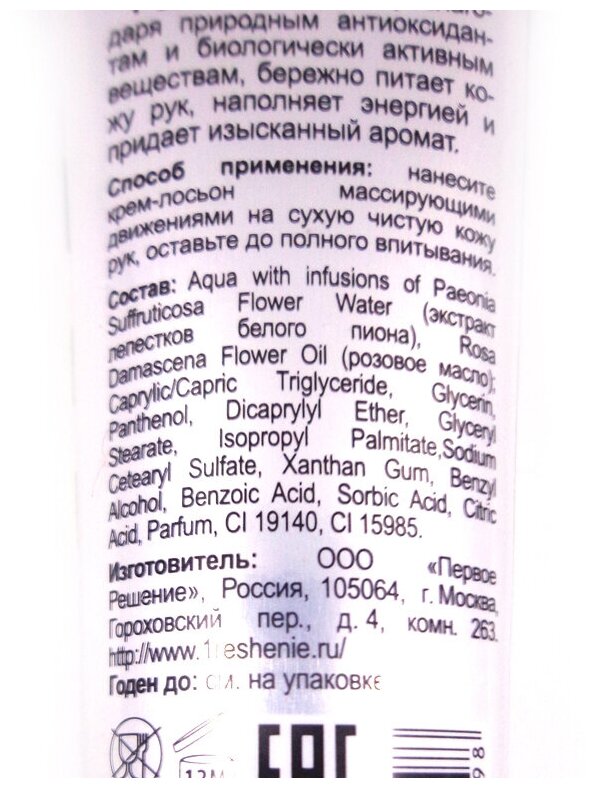 даря природным антиоксидан-
там и биологически активным
веществам, бережно питает ко-
жу рук, наполняет энергией и
придает изысканный аромат.
Способ применения: нанесите
крем-лосьон массирующими
движениями на сухую чистую кожу
рук, оставьте до полного впитывания.
Состав: Aqua with infusions of Paeonia
Suffruticosa Flower Water (экстракт
лепестков белого пиона), Rosa
Damascena Flower Oil (розовое масло);
Caprylic/Capric Triglyceride, Glycerin,
Panthenol, Dicaprylyl Ether, Glyceryl
Stearate, Isopropyl Palmitate,Sodium
Cetearyl Sulfate, Xanthan Gum, Benzyl
Alcohol, Benzoic Acid, Sorbic Acid, Citric
Acid, Parfum, CI 19140, CI 15985.
Изготовитель: ООО «Первое
Решение», Россия, 105064, г. Москва,
Гороховский пер., д. 4, комн. 263.
http://www.1reshenie.ru/
Годен до: см. на упаковке
12M
EAC
98